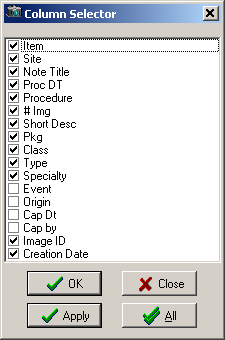 Column Selector
Item
Site
Note Title
Proc DT
Procedure
# Img
Short Desc
Pkg
Class
Type
Specialty
Event
Origin
Cap Dt
Cap by
Image ID
Creation Date
OK
Close
Apply
All